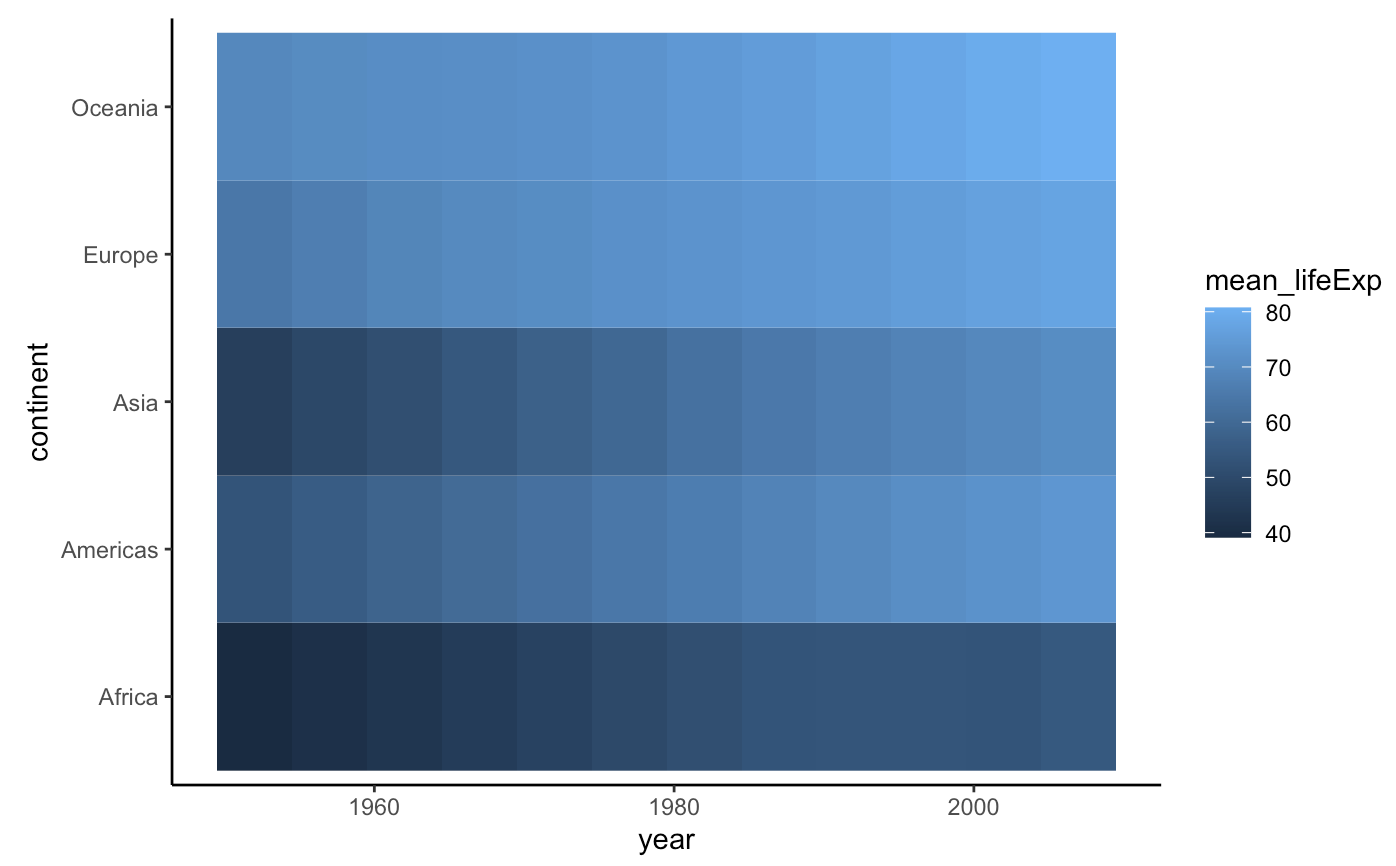 Oceania
Europe
Asia
Americas
Africa
continent
1960
1980
2000
year
mean_lifeExp
80
70
60
50
40